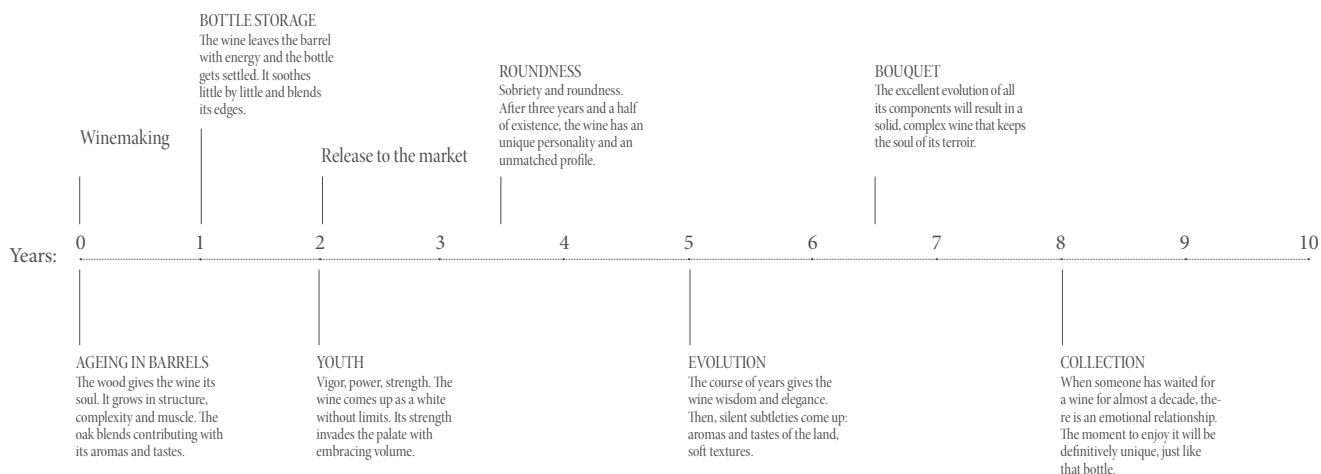 BOTTLE STORAGE
The wine leaves the barrel
with energy and the bottle
gets settled. It soothes
little by little and blends
its edges.
ROUNDNESS
Sobriety and roundness.
After three years and a half
of existence, the wine has an
unique personality and an
unmatched profile.
BOUQUET
The excellent evolution of all
its components will result in a
solid, complex wine that keeps
the soul of its terroir.
Winemaking
Release to the market
Years: 0 1 2 3 4 5 6 7 8 9 10
AGEING IN BARRELS
The wood gives the wine its
soul. It grows in structure,
complexity and muscle. The
oak blends contributing with
its aromas and tastes.
YOUTH
Vigor, power, strength. The
wine comes up as a white
without limits. Its strength
invades the palate with
embracing volume.
EVOLUTION
The course of years gives the
wine wisdom and elegance.
Then, silent subtleties come up:
aromas and tastes of the land,
soft textures.
COLLECTION
When someone has waited for
a wine for almost a decade, the-
re is an emotional relationship.
The moment to enjoy it will be
definitively unique, just like
that bottle.